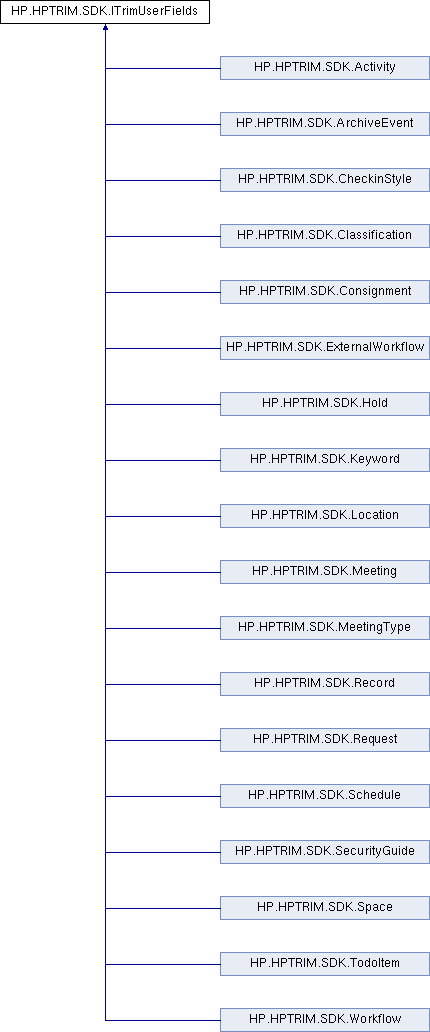 HP.HPTRIM.SDK.ITrimUserFields
HP.HPTRIM.SDK.Activity
HP.HPTRIM.SDK.ArchiveEvent
HP.HPTRIM.SDK.CheckinStyle
HP.HPTRIM.SDK.Classification
HP.HPTRIM.SDK.Consignment
HP.HPTRIM.SDK.ExternalWorkflow
HP.HPTRIM.SDK.Hold
HP.HPTRIM.SDK.Keyword
HP.HPTRIM.SDK.Location
HP.HPTRIM.SDK.Meeting
HP.HPTRIM.SDK.MeetingType
HP.HPTRIM.SDK.Record
HP.HPTRIM.SDK.Request
HP.HPTRIM.SDK.Schedule
HP.HPTRIM.SDK.SecurityGuide
HP.HPTRIM.SDK.Space
HP.HPTRIM.SDK.TodoItem
HP.HPTRIM.SDK.Workflow